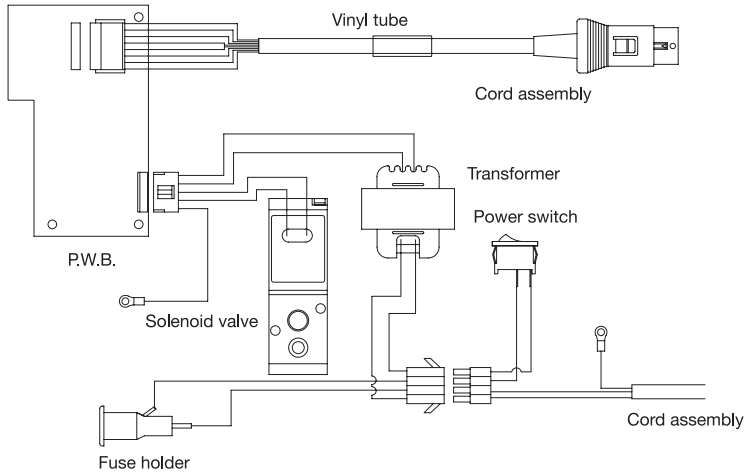 Vinyl tube
Cord assembly
Transformer
Power switch
P.W.B.
Solenoid valve
Cord assembly
Fuse holder